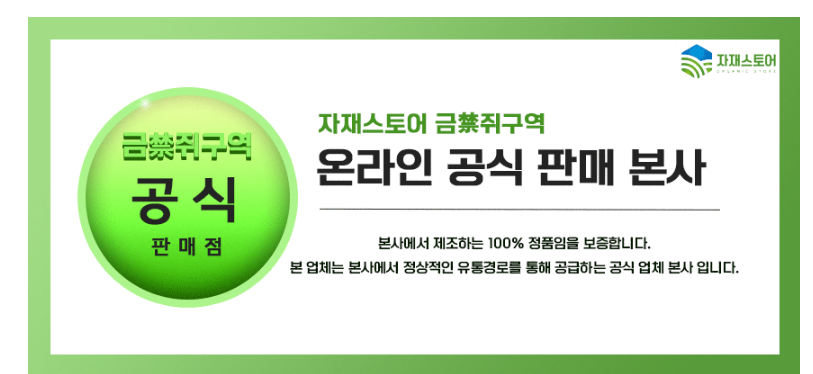 자재스토어
ORGANIC STORE
금禁쥐구역
공식
판매점
자재스토어 금禁쥐구역
온라인 공식 판매 본사
본사에서 제조하는 100% 정품임을 보증합니다.
본 업체는 본사에서 정상적인 유통경로를 통해 공급하는 공식 업체 본사 입니다.